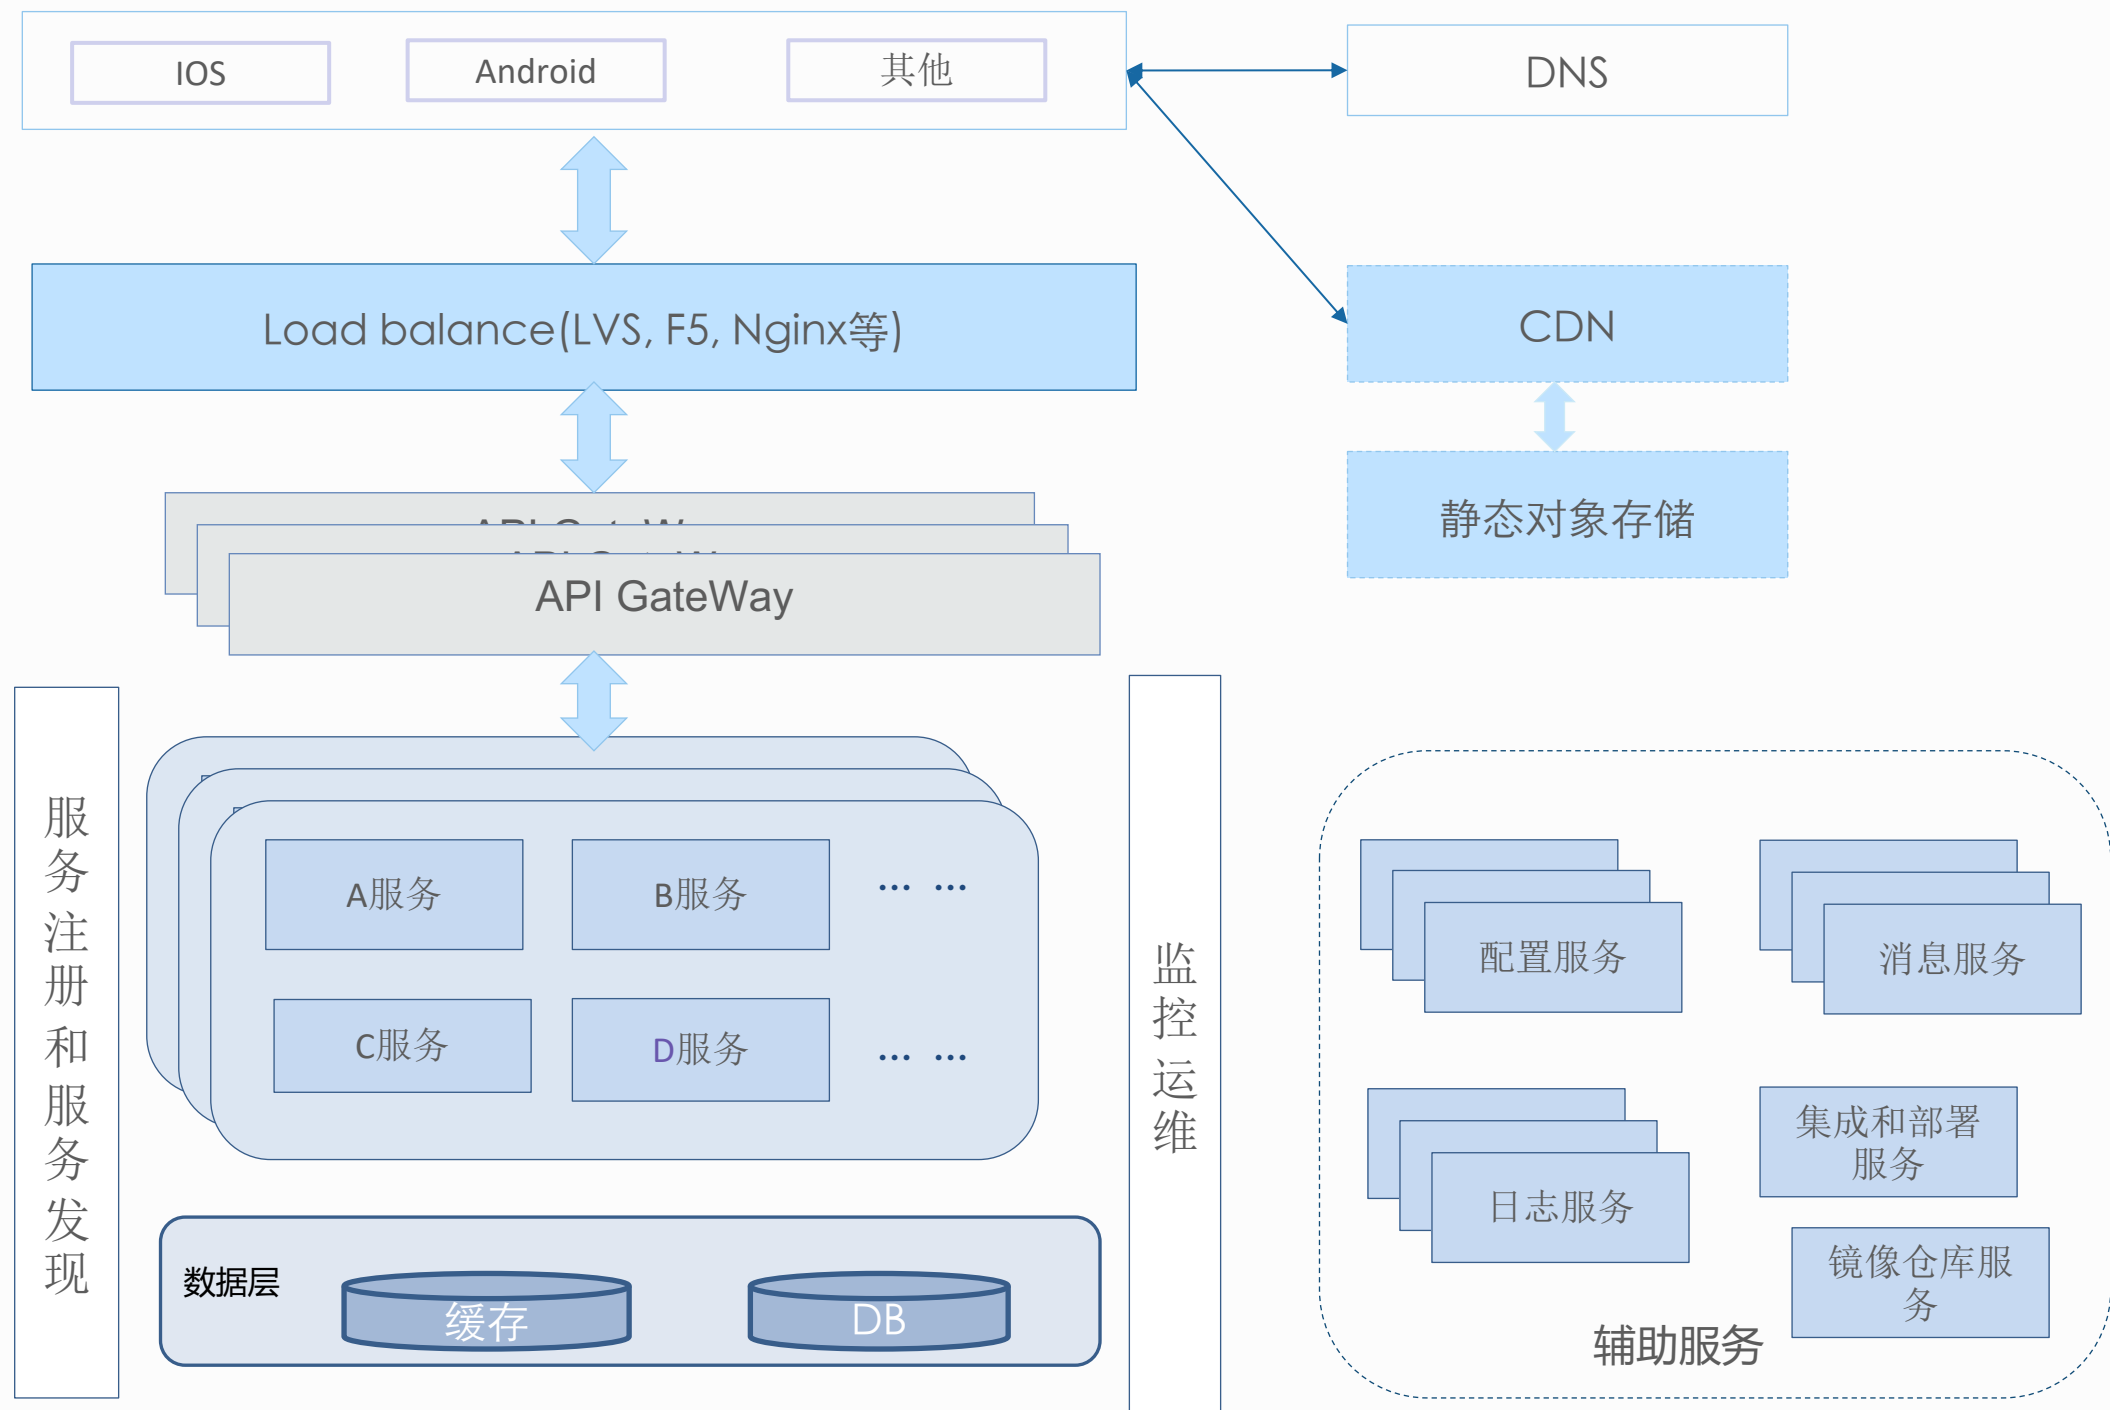 IOS
Android
其他
DNS
Load balance(LVS, F5, Nginx等)
CDN
API GateWay
静态对象存储
服务注册和服务发现
A服务
B服务
... ...
C服务
D服务
... ...
监控运维
配置服务
消息服务
日志服务
集成和部署
服务
镜像仓库服
务
辅助服务
数据层
缓存
DB